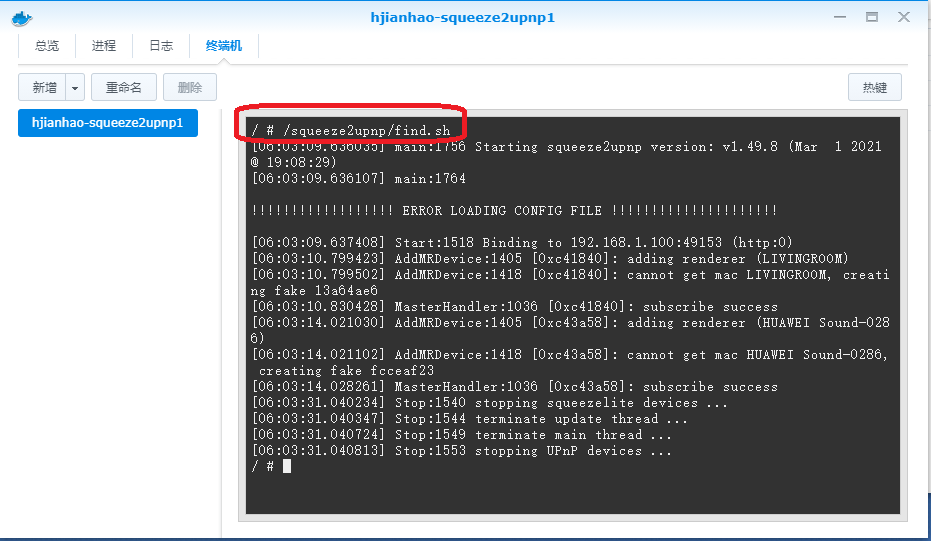 hjianhao-squeeze2upnp1
总览 进程 日志 终端机
新增 重命名 删除 热键
hjianhao-squeeze2upnp1
/ # /squeeze2upnp/find.sh
[06:03:09.636035] main:1756 Starting squeeze2upnp version: v1.49.8 (Mar  1 2021
@ 19:08:29)
[06:03:09.636107] main:1764
!!!!!!!!!!!!!!!!!! ERROR LOADING CONFIG FILE !!!!!!!!!!!!!!!!!!!!!
[06:03:09.637408] Start:1518 Binding to 192.168.1.100:49153 (http:0)
[06:03:10.799423] AddMRDevice:1405 [0xc41840]: adding renderer (LIVINGROOM)
[06:03:10.799502] AddMRDevice:1418 [0xc41840]: cannot get mac LIVINGROOM, creati
ng fake 13a64ae6
[06:03:10.830428] MasterHandler:1036 [0xc41840]: subscribe success
[06:03:14.021030] AddMRDevice:1405 [0xc43a58]: adding renderer (HUAWEI Sound-028
6)
[06:03:14.021102] AddMRDevice:1418 [0xc43a58]: cannot get mac HUAWEI Sound-0286,
 creating fake fcceaf23
[06:03:14.028261] MasterHandler:1036 [0xc43a58]: subscribe success
[06:03:31.040234] Stop:1540 stopping squeezelite devices ...
[06:03:31.040347] Stop:1544 terminate update thread ...
[06:03:31.040724] Stop:1549 terminate main thread ...
[06:03:31.040813] Stop:1553 stopping UPnP devices ...
/ #